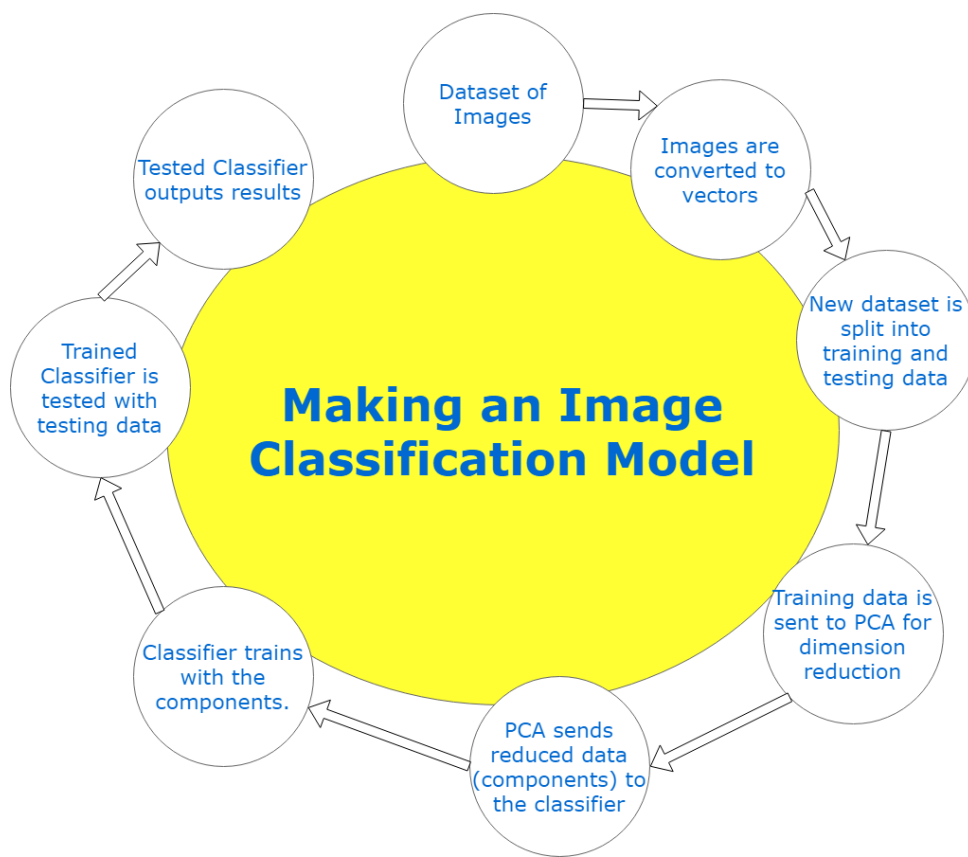 Dataset of
Images
Images are
converted to
vectors
New dataset is
split into
training and
testing data
Training data is
sent to PCA for
dimension
reduction
PCA sends
reduced data
(components) to
the classifier
Classifier trains
with the
components.
Trained
Classifier is
tested with
testing data
Tested Classifier
outputs results
Making an Image
Classification Model